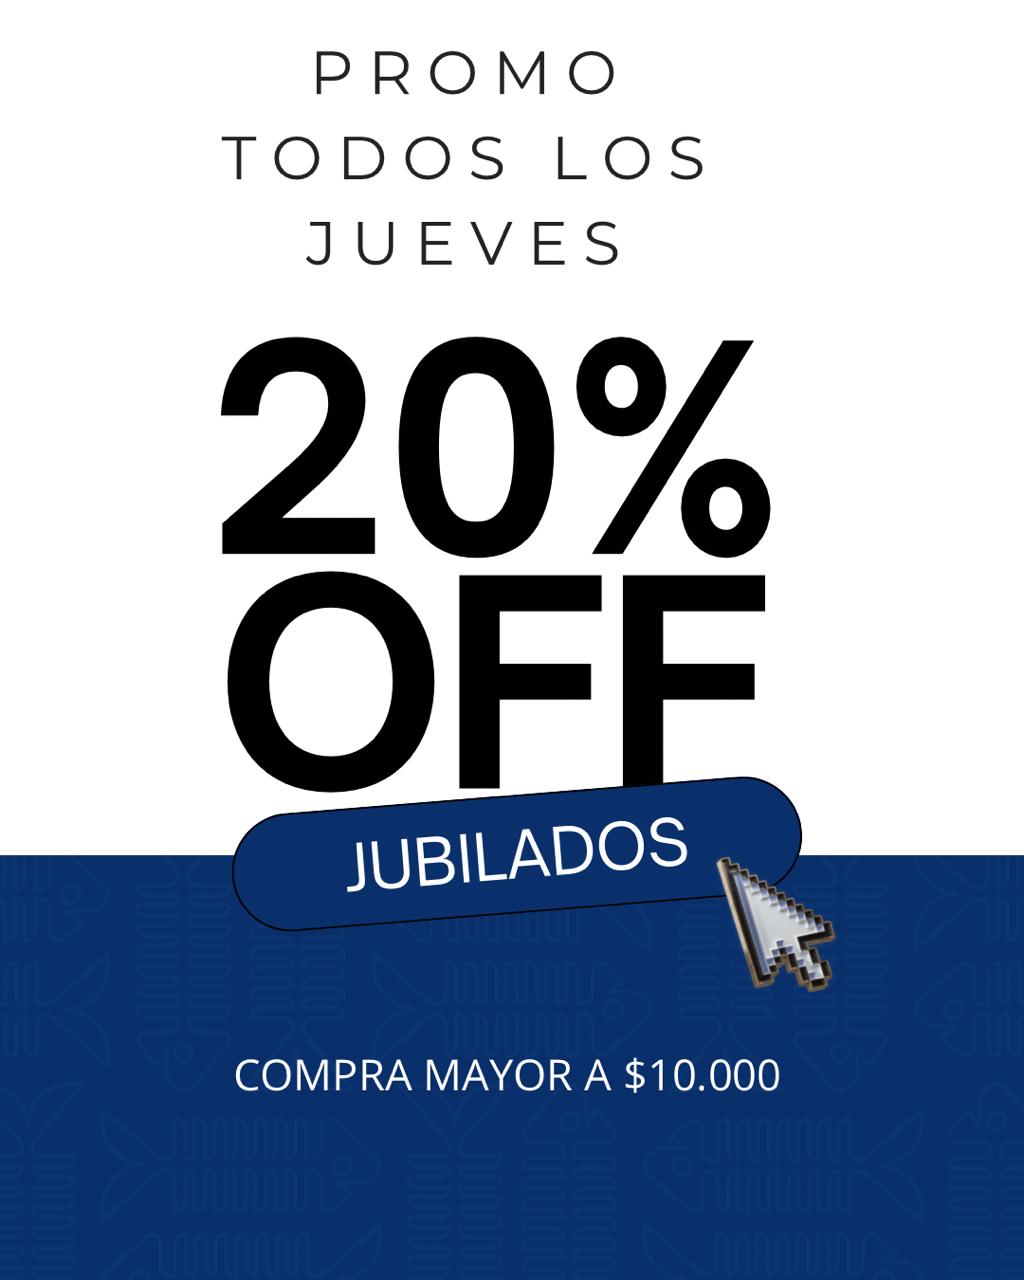 PROMO
TODOS LOS
JUEVES
20%
OFF
JUBILADOS
COMPRA MAYOR A $10.000